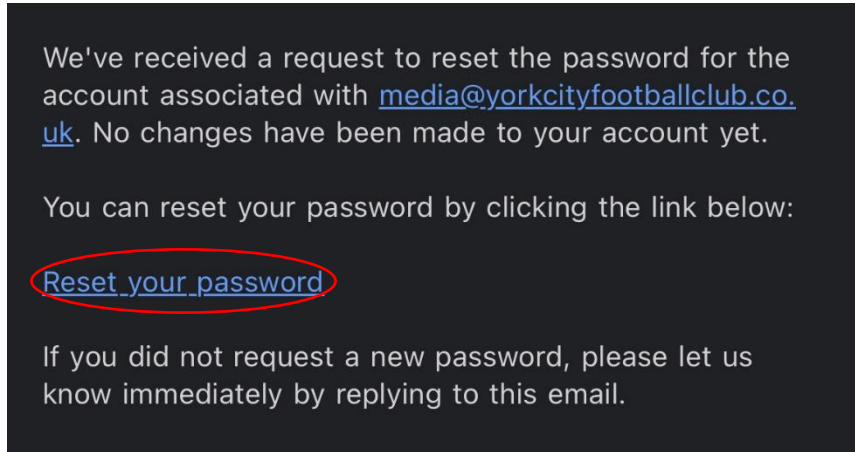 We've received a request to reset the password for the
account associated with media@yorkcityfootballclub.co.
uk. No changes have been made to your account yet.
You can reset your password by clicking the link below:
Reset your password
If you did not request a new password, please let us
know immediately by replying to this email.